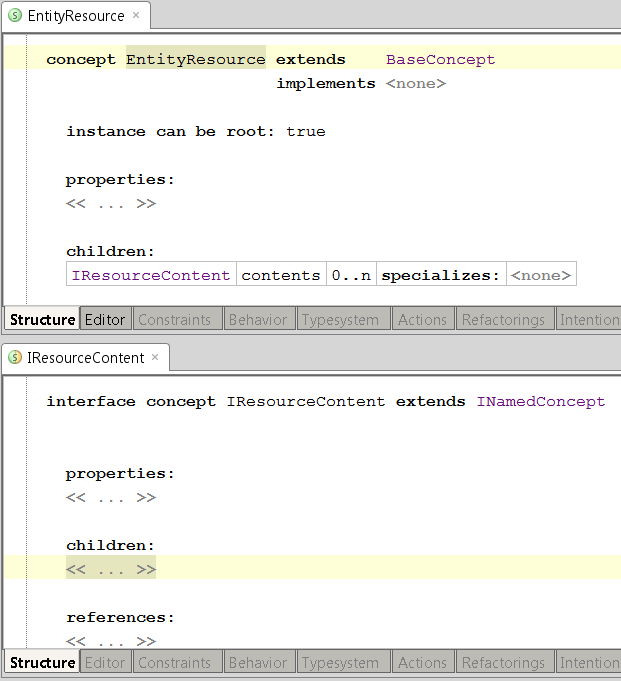 EntityResource ×
concept EntityResource extends BaseConcept
implements <none>
instance can be root: true
properties:
<< ... >>
children:
IResourceContent contents 0..n specializes: <none>
Structure Editor Constraints Behavior Typesystem Actions Refactorings Intention
IResourceContent ×
interface concept IResourceContent extends INamedConcept
properties:
<< ... >>
children:
<< ... >>
references:
<< ... >>
Structure Editor Constraints Behavior Typesystem Actions Refactorings Intention